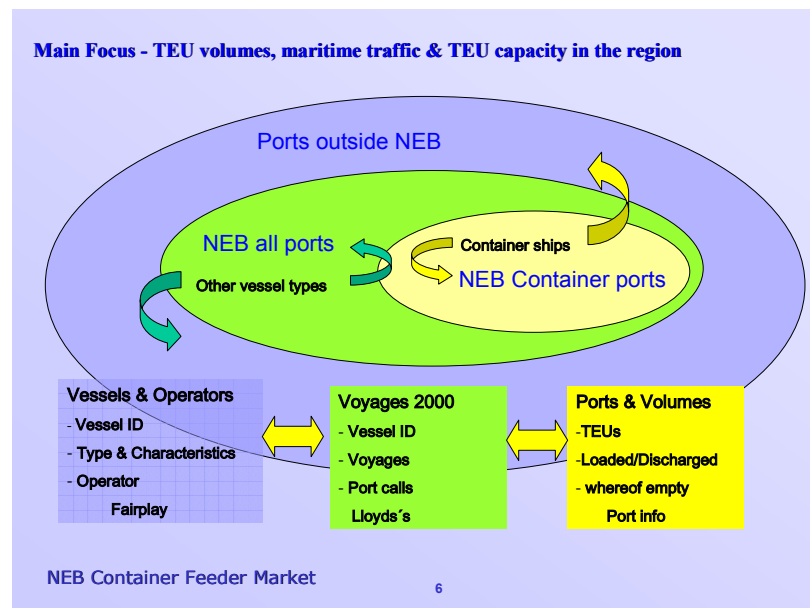 Main Focus - TEU volumes, maritime traffic & TEU capacity in the region
Ports outside NEB
NEB all ports
Container ships
Other vessel types
NEB Container ports
Vessels & Operators
- Vessel ID
- Type & Characteristics
- Operator
Fairplay
Voyages 2000
- Vessel ID
- Voyages
- Port calls
Lloyds´s
Ports & Volumes
-TEUs
-Loaded/Discharged
- whereof empty
Port info
NEB Container Feeder Market
6